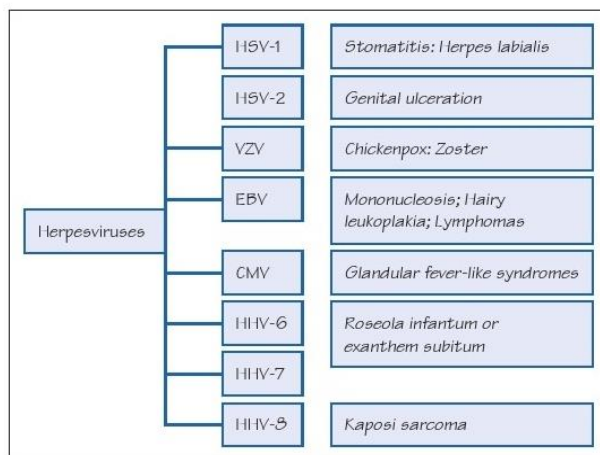 HSV-1
Stomatitis: Herpes labialis
HSV-2
Genital ulceration
VZV
Chickenpox: Zoster
EBV
Mononucleosis; Hairy
leukoplakia; Lymphomas
Herpesviruses
CMV
Glandular fever-like syndromes
HHV-6
Roseola infantum or
exanthem subitum
HHV-7
HHV-8
Kaposi sarcoma